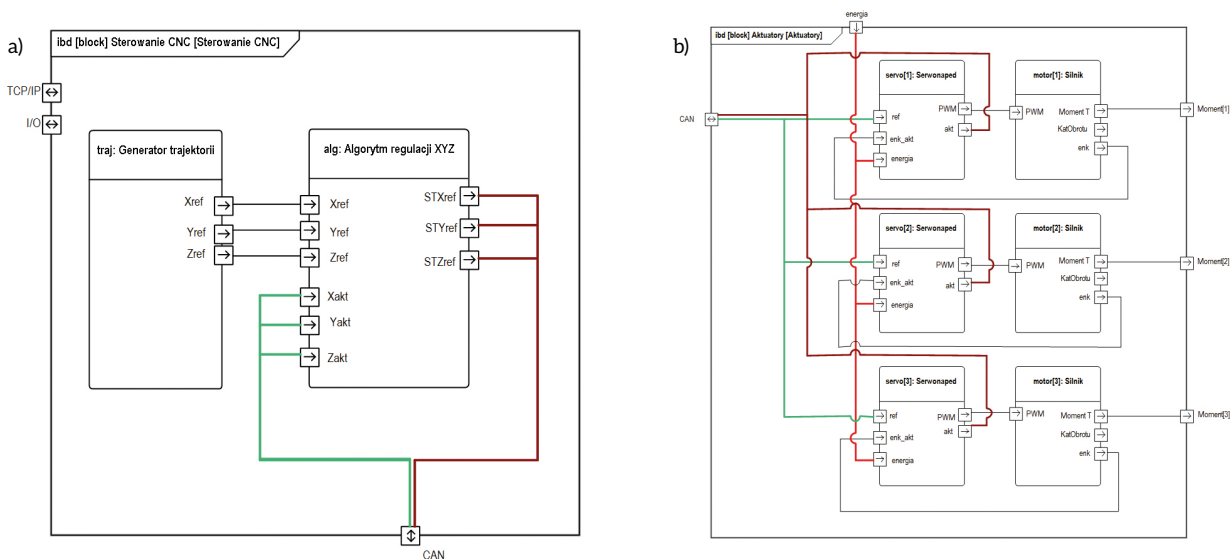 a)
ibd [block] Sterowanie CNC [Sterowanie CNC]
TCP/IP
I/O
traj: Generator trajektorii
Xref
Yref
Zref
alg: Algorytm regulacji XYZ
Xref
Yref
Zref
Xakt
Yakt
Zakt
STXref
STYref
STZref
CAN
b)
energia
ibd [block] Aktuatory [Aktuatory]
CAN
servo[1]: Serwonaped
PWM
ref
akt
enk_akt
energia
motor[1]: Silnik
PWM
Moment T
KatObrotu
enk
Moment[1]
servo[2]: Serwonaped
PWM
ref
akt
enk_akt
energia
motor[2]: Silnik
PWM
Moment T
KatObrotu
enk
Moment[2]
servo[3]: Serwonaped
PWM
ref
akt
enk_akt
energia
motor[3]: Silnik
PWM
Moment T
KatObrotu
enk
Moment[3]